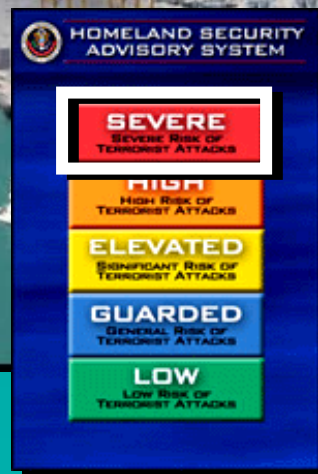 HOMELAND SECURITY
ADVISORY SYSTEM
SEVERE
SEVERE RISK OF
TERRORIST ATTACKS
HIGH
HIGH RISK OF
TERRORIST ATTACKS
ELEVATED
SIGNIFICANT RISK OF
TERRORIST ATTACKS
GUARDED
GENERAL RISK OF
TERRORIST ATTACKS
LOW
LOW RISK OF
TERRORIST ATTACKS